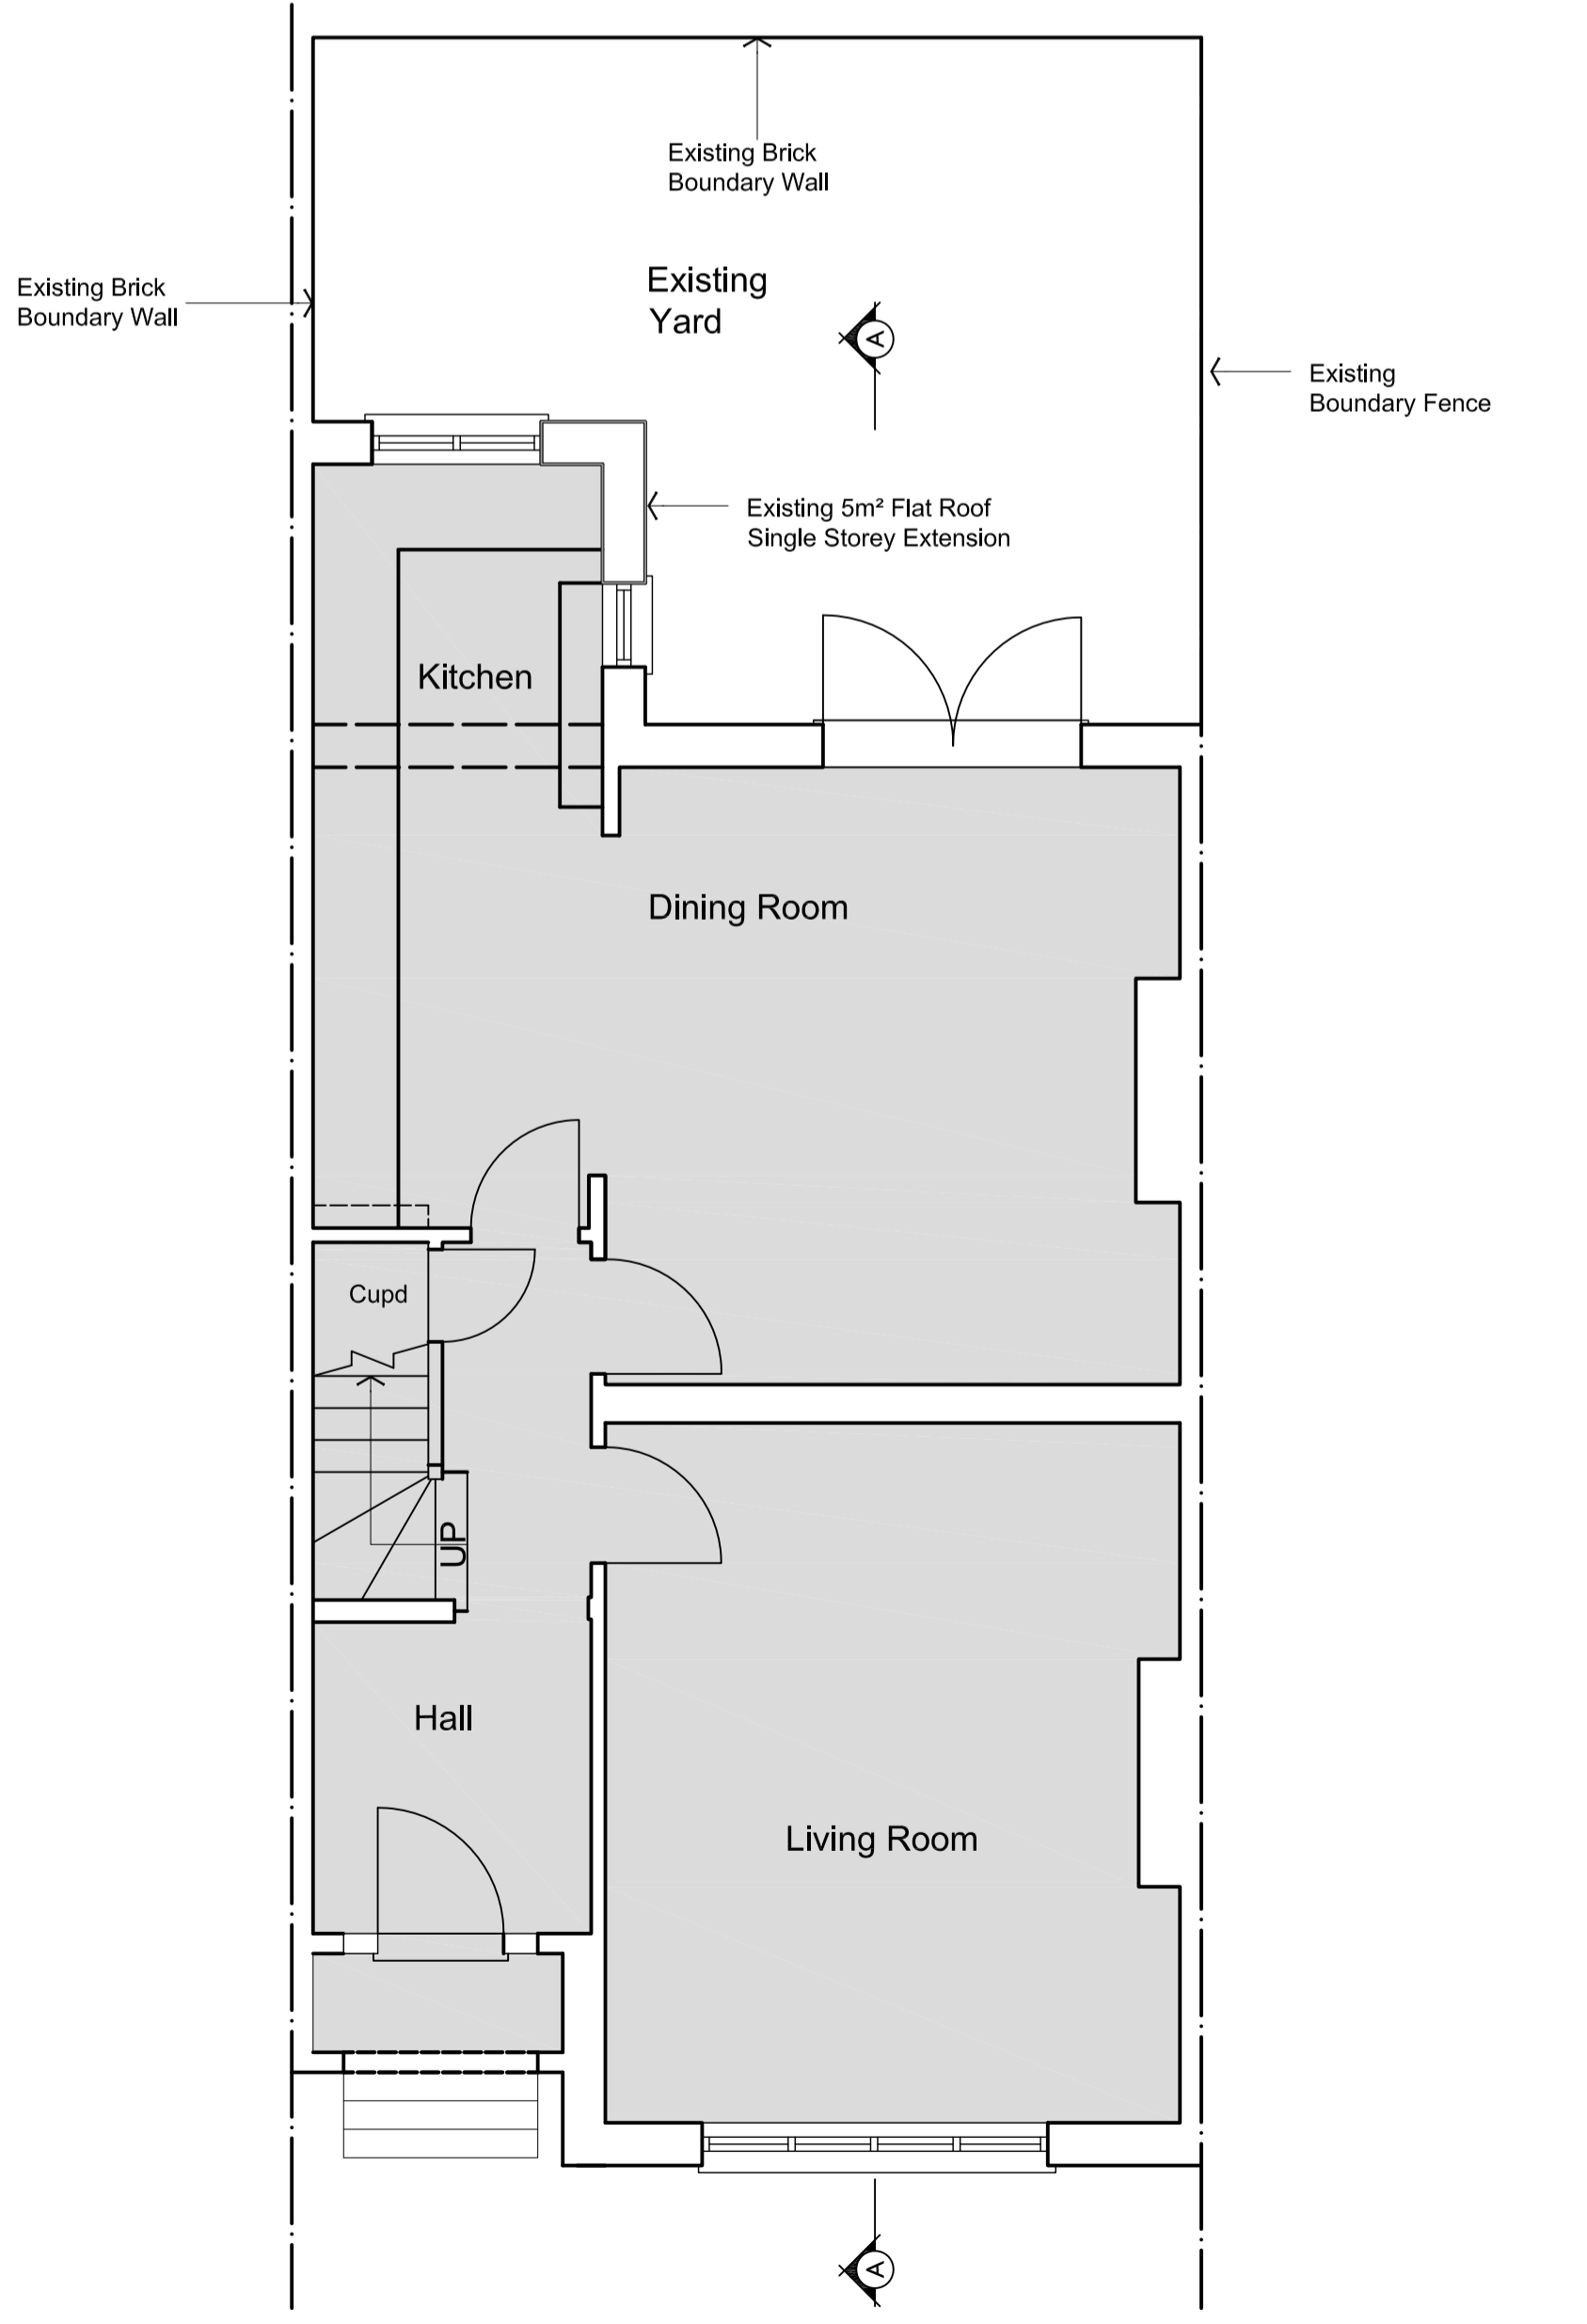 Existing Brick
Boundary Wall
Existing Brick
Boundary Wall
Existing
Yard
A
Existing
Boundary Fence
Existing 5m² Flat Roof
Single Storey Extension
Kitchen
Dining Room
Cupd
UP
Hall
Living Room
A